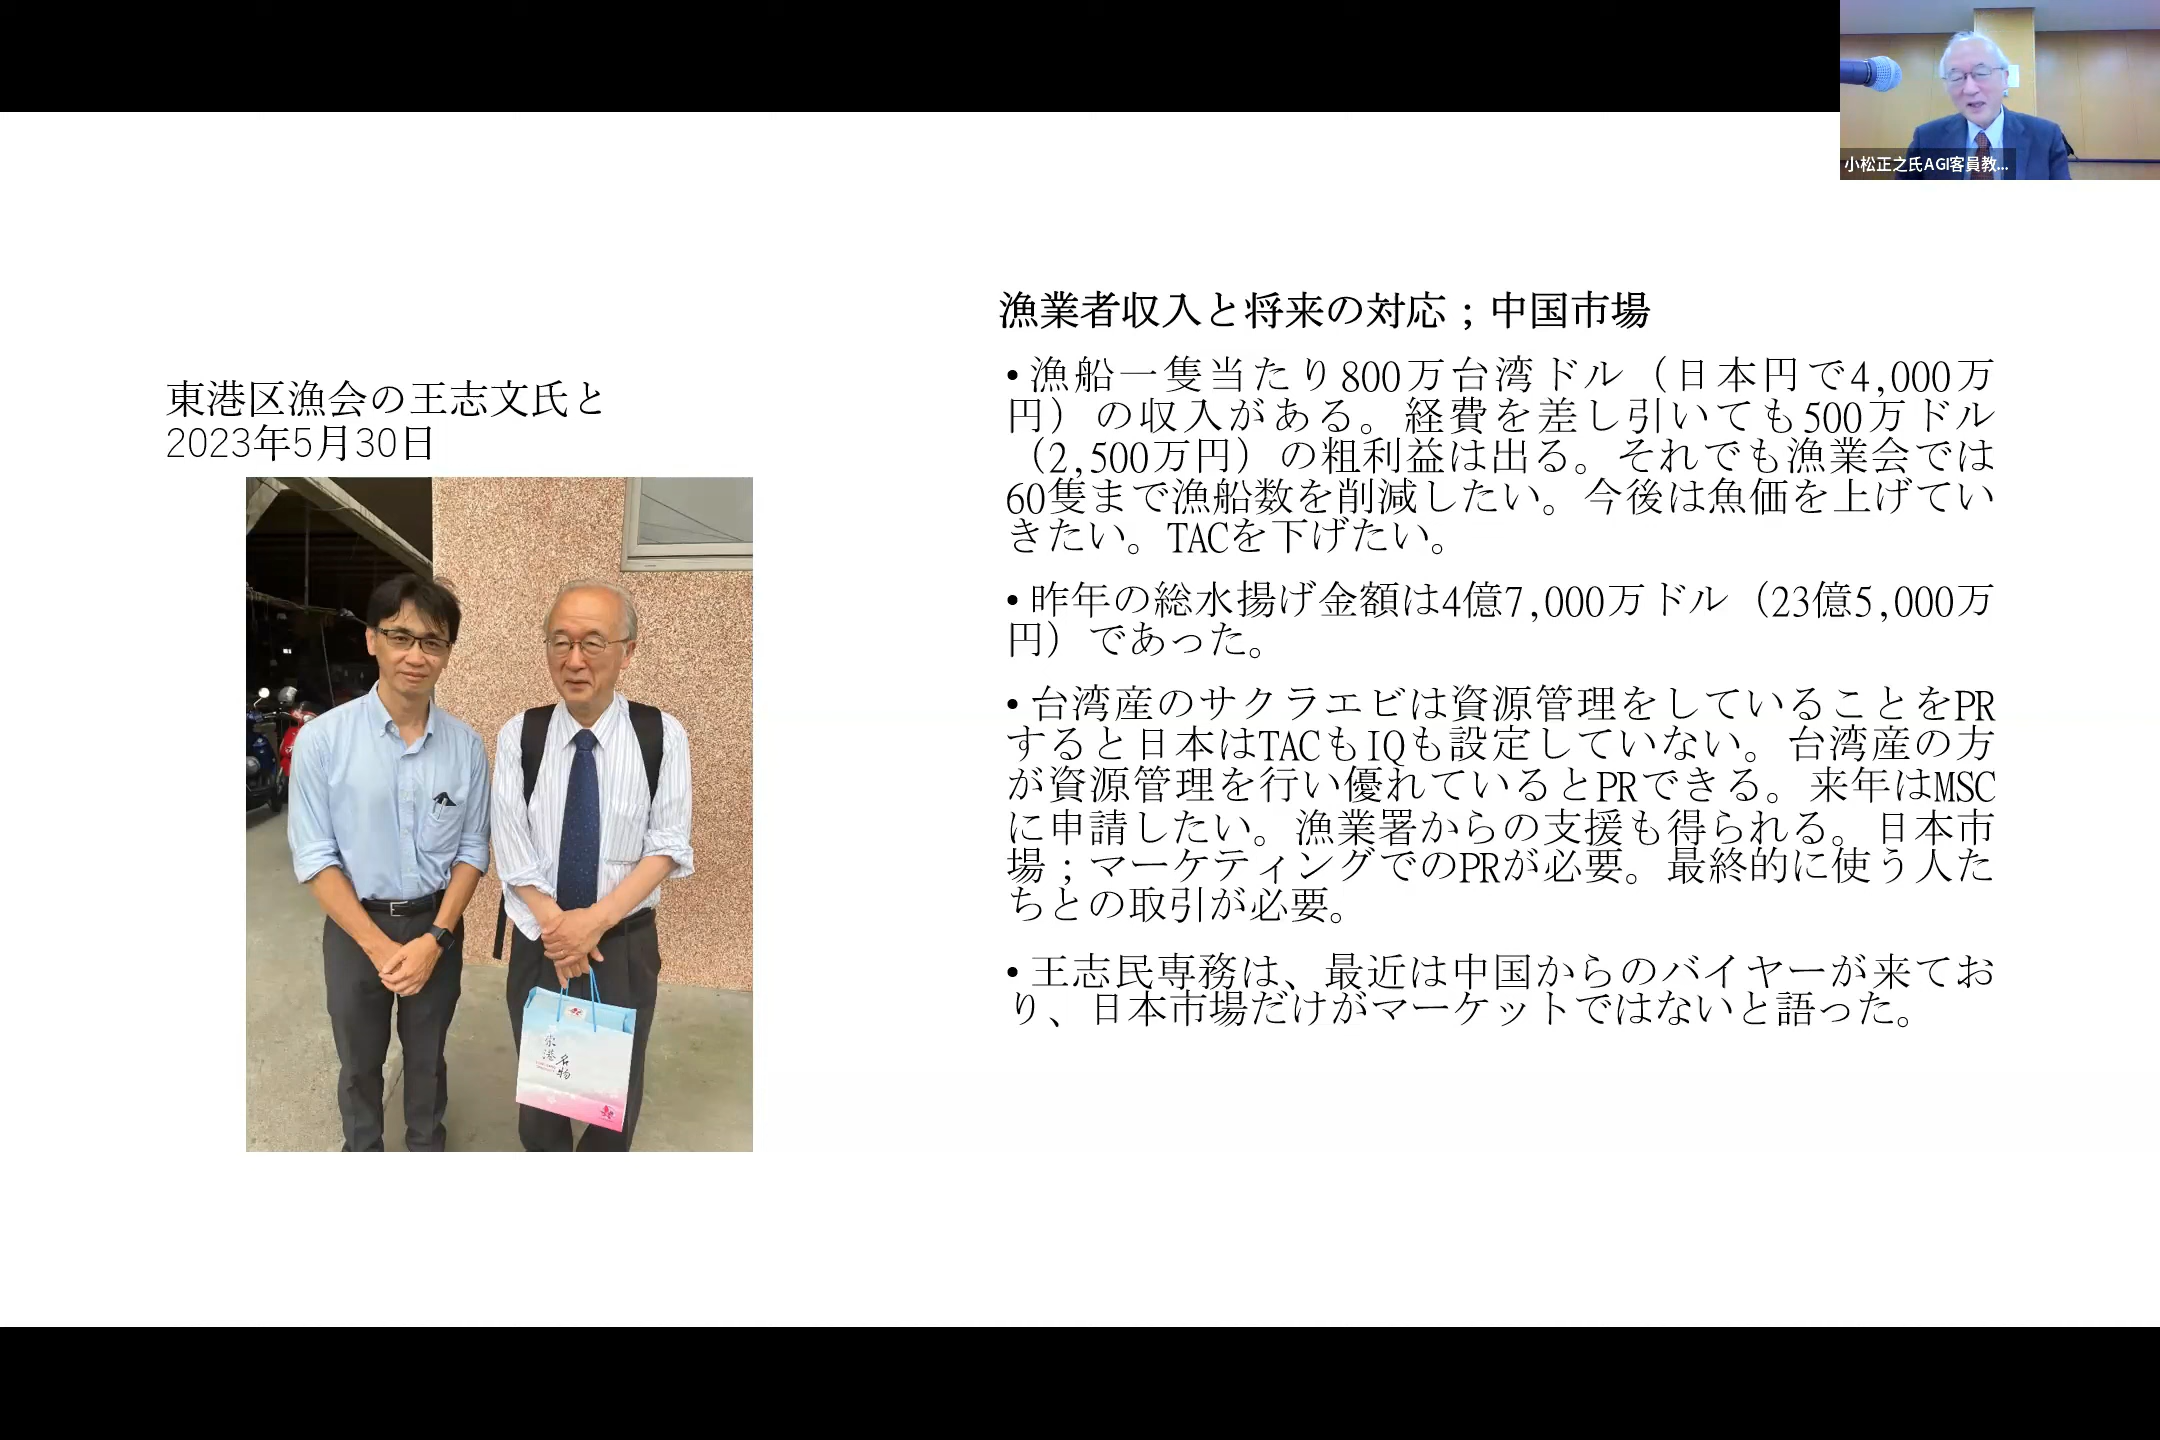 小松正之氏AGI客員教...
東港区漁会の王志文氏と
2023年5月30日
東港
名物
漁業者収入と将来の対応；中国市場
•漁船一隻当たり800万台湾ドル（日本円で4,000万
円）の収入がある。経費を差し引いても500万ドル
（2,500万円）の粗利益は出る。それでも漁業会では
60隻まで漁船数を削減したい。今後は魚価を上げてい
きたい。TACを下げたい。
•昨年の総水揚げ金額は4億7,000万ドル（23億5,000万
円）であった。
•台湾産のサクラエビは資源管理をしていることをPR
すると日本はTACもIQも設定していない。台湾産の方
が資源管理を行い優れているとPRできる。来年はMSC
に申請したい。漁業署からの支援も得られる。日本市
場；マーケティングでのPRが必要。最終的に使う人た
ちとの取引が必要。
•王志民専務は、最近は中国からのバイヤーが来てお
り、日本市場だけがマーケットではないと語った。